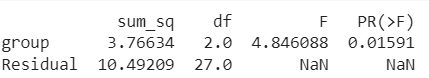 sum_sq df F PR(>F)
group 3.76634 2.0 4.846088 0.01591
Residual 10.49209 27.0 NaN NaN